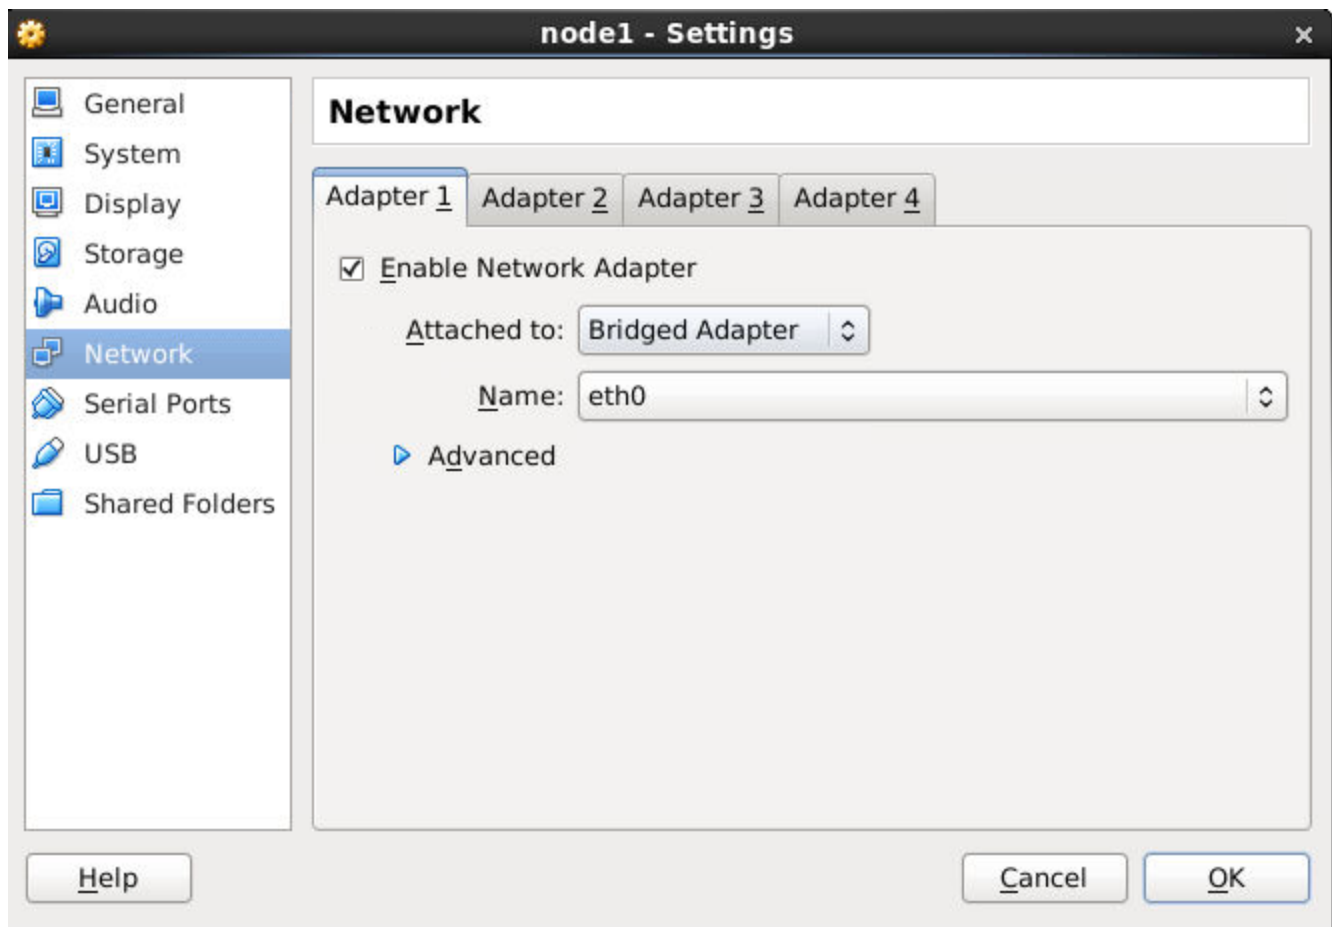 node1 - Settings
General
System
Display
Storage
Audio
Network
Serial Ports
USB
Shared Folders
Network
Adapter 1 Adapter 2 Adapter 3 Adapter 4
Enable Network Adapter
Attached to: Bridged Adapter
Name: eth0
Advanced
Help Cancel OK